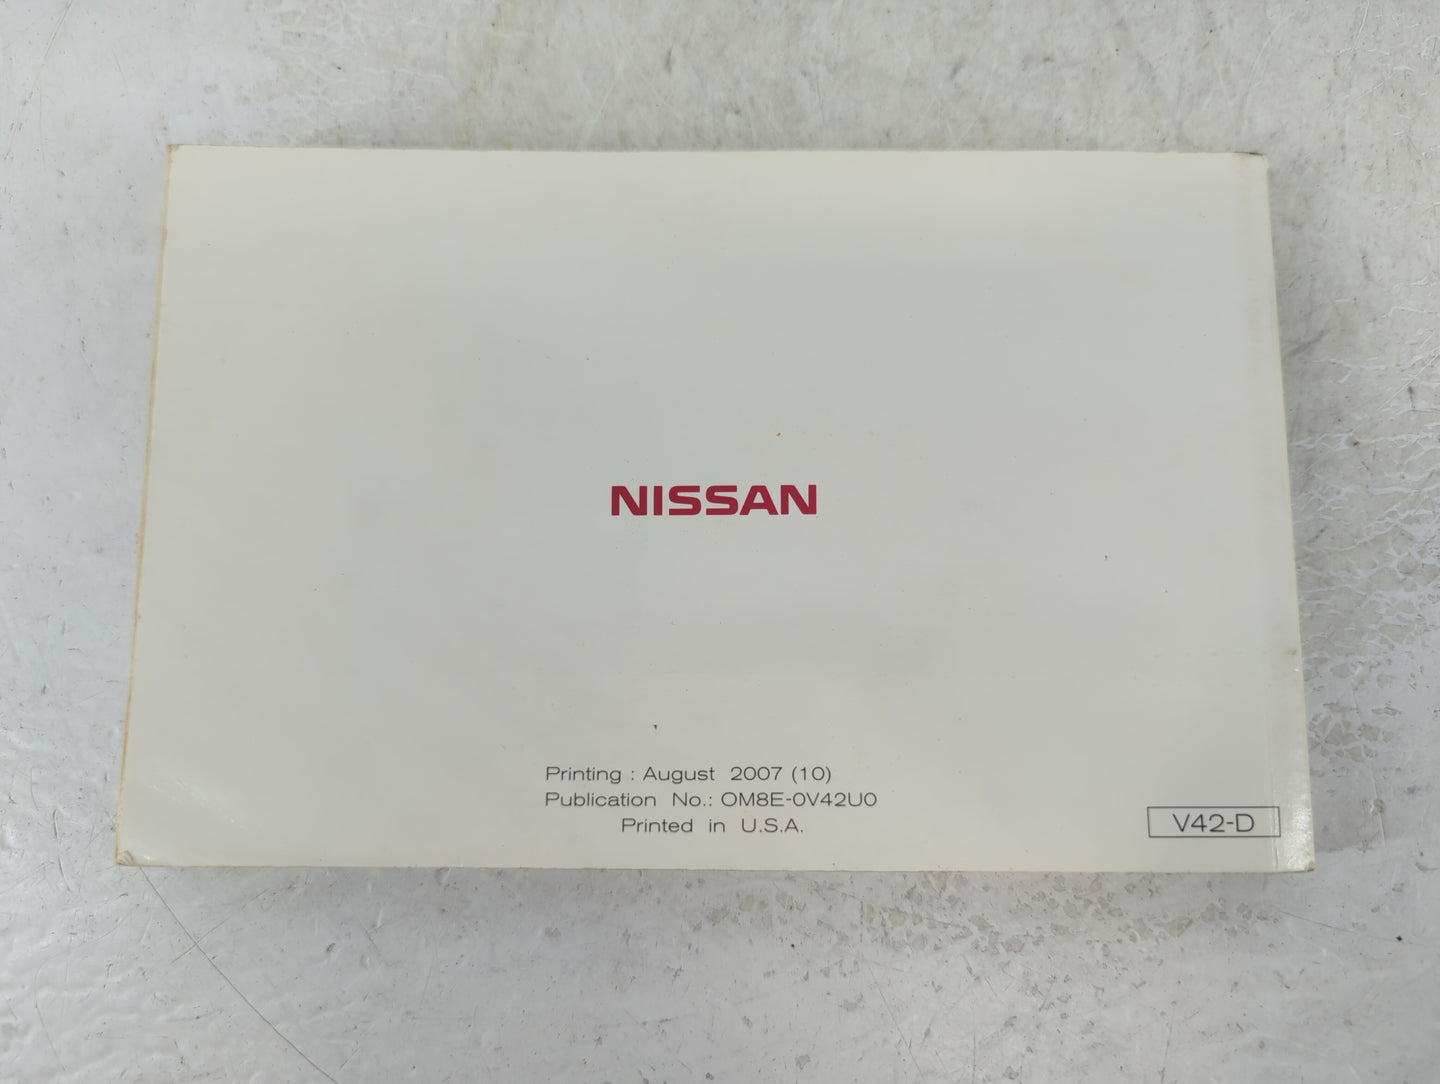 NISSAN
Printing : August 2007 (10)
Publication No.: OM8E-0V42U0
Printed in U.S.A.
V42-D